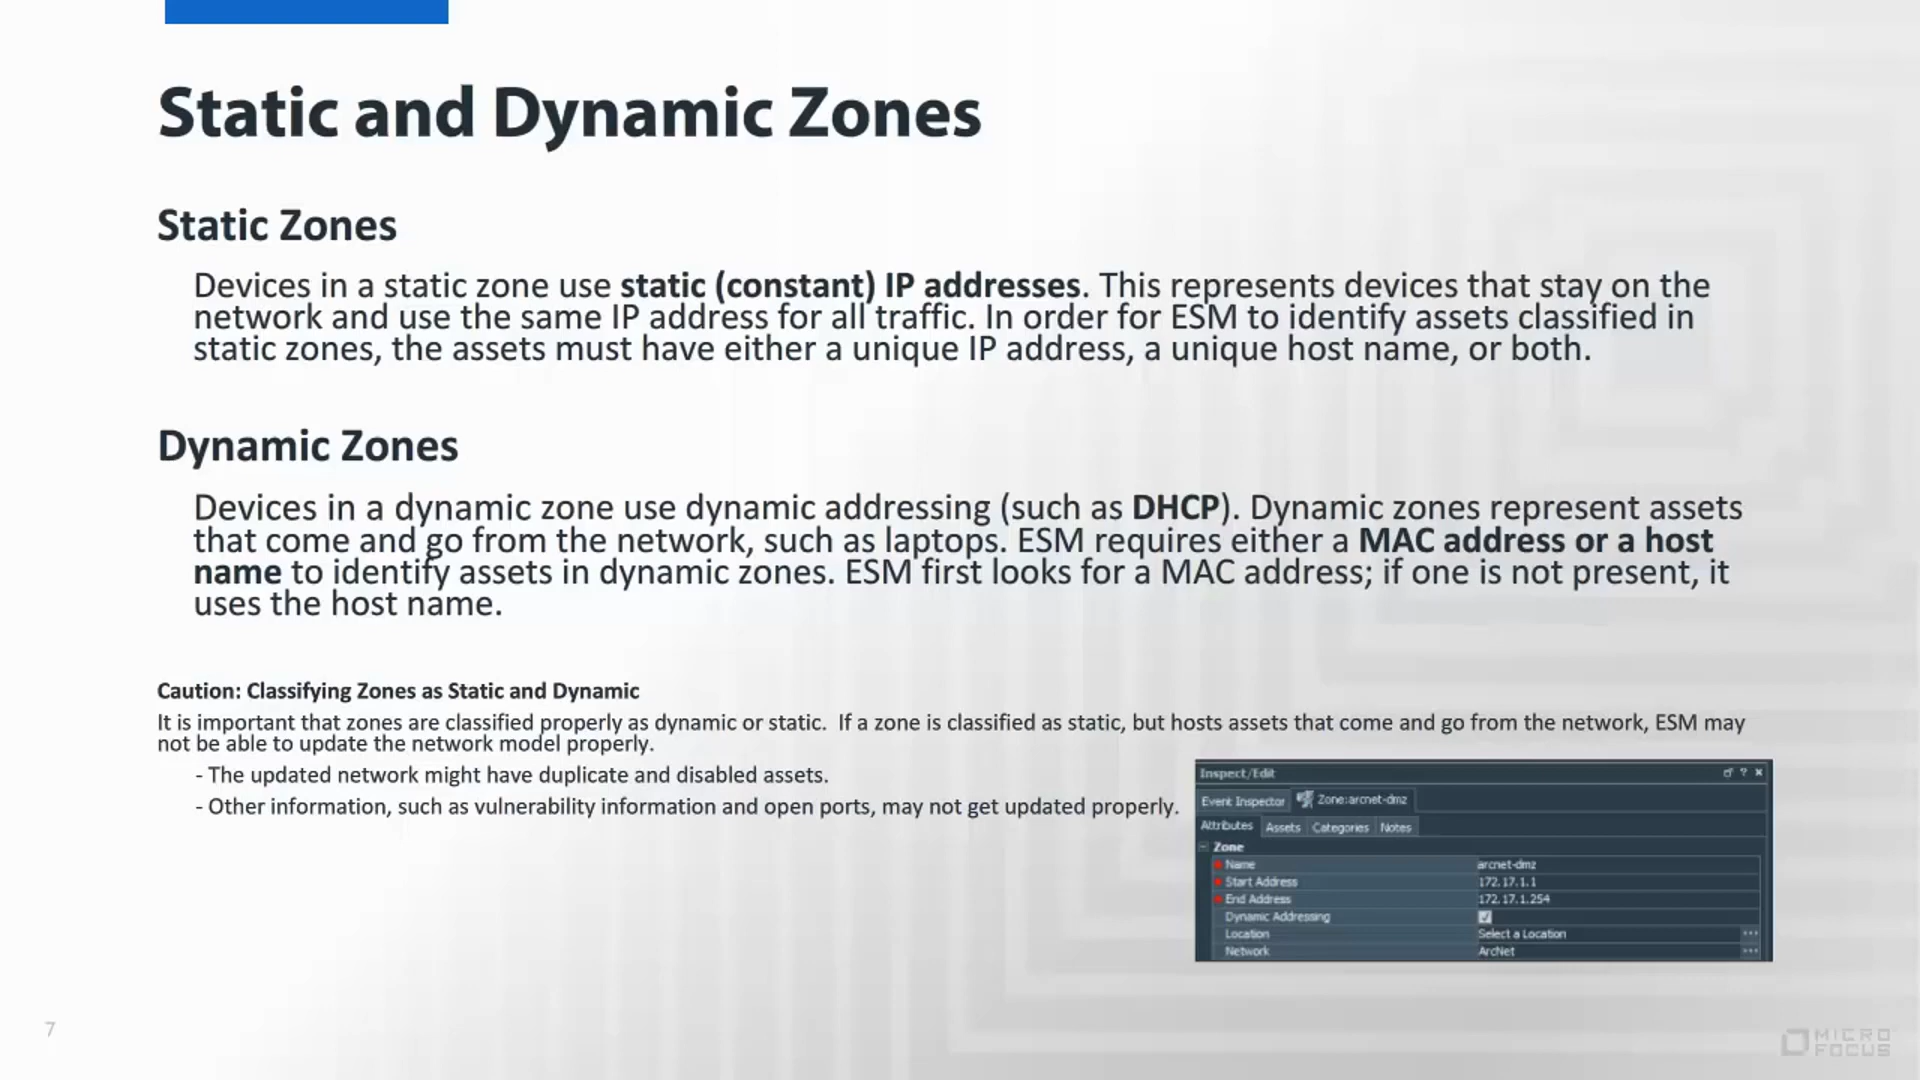 Static and Dynamic Zones
Static Zones
Devices in a static zone use static (constant) IP addresses. This represents devices that stay on the
network and use the same IP address for all traffic. In order for ESM to identify assets classified in
static zones, the assets must have either a unique IP address, a unique host name, or both.
Dynamic Zones
Devices in a dynamic zone use dynamic addressing (such as DHCP). Dynamic zones represent assets
that come and go from the network, such as laptops. ESM requires either a MAC address or a host
name to identify assets in dynamic zones. ESM first looks for a MAC address; if one is not present, it
uses the host name.
Caution: Classifying Zones as Static and Dynamic
It is important that zones are classified properly as dynamic or static.  If a zone is classified as static, but hosts assets that come and go from the network, ESM may
not be able to update the network model properly.
- The updated network might have duplicate and disabled assets.
- Other information, such as vulnerability information and open ports, may not get updated properly.
Inspect/Edit
Event Inspector Zone:arcnet-dmz
Attributes Assets Categories Notes
Zone
Name arcnet-dmz
Start Address 172.17.1.1
End Address 172.17.1.254
Dynamic Addressing
Location Select a Location
Network ArcNet
7
MICRO
FOCUS